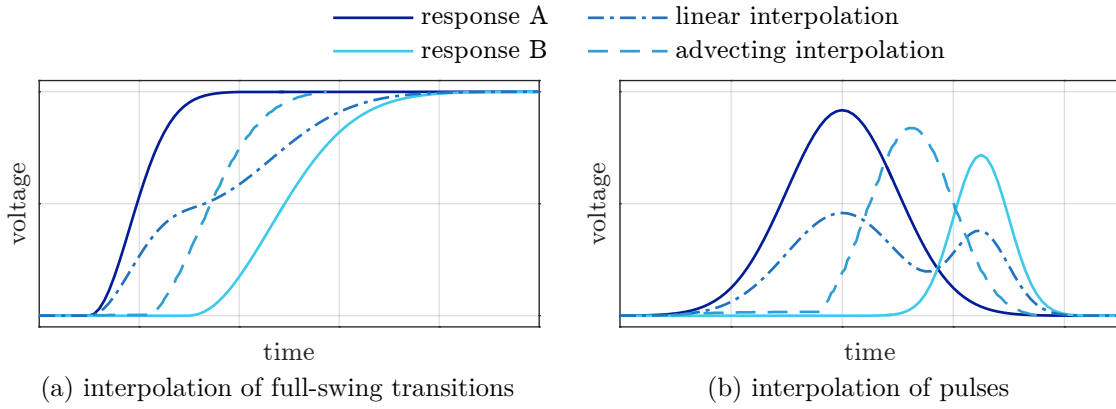 response A
linear interpolation
response B
advecting interpolation
voltage
voltage
time
time
(a) interpolation of full-swing transitions
(b) interpolation of pulses